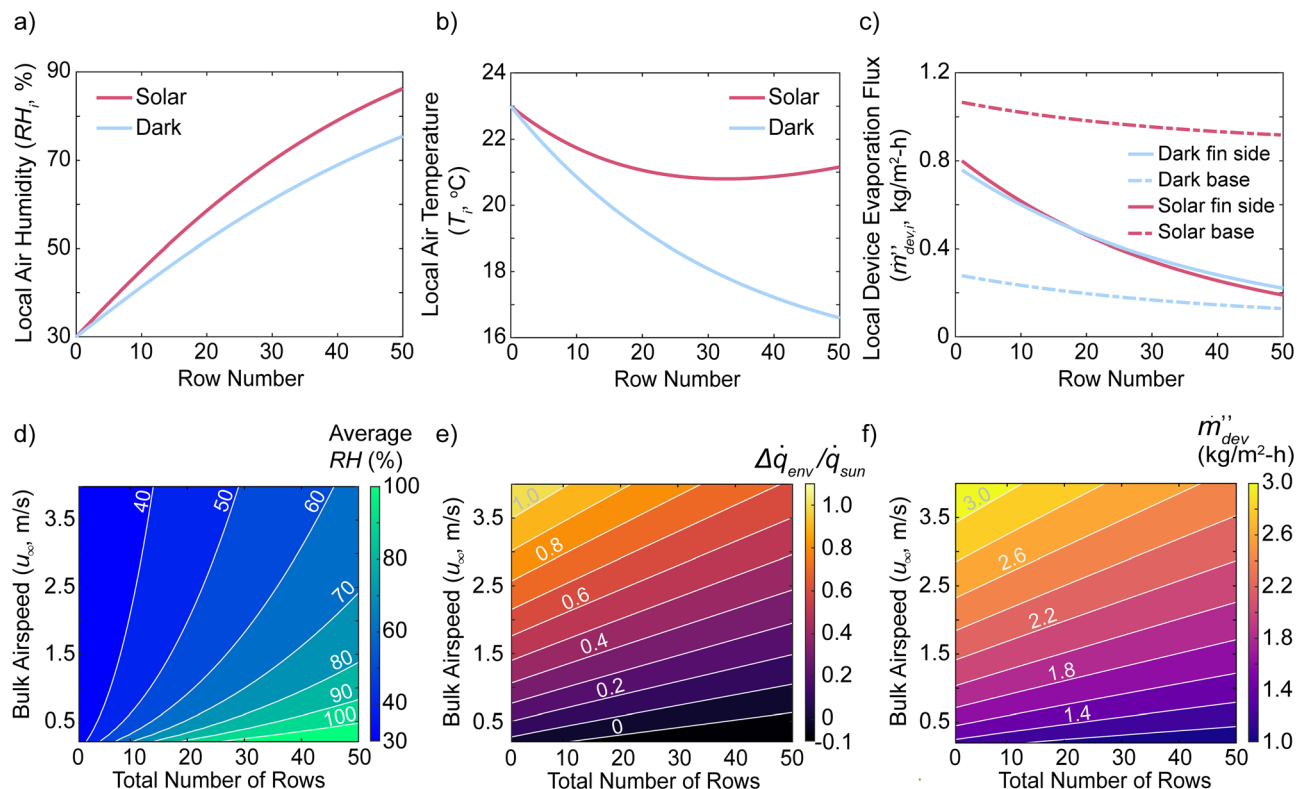 a)
Local Air Humidity (RHᵢ, %)
90
70
50
30
Solar
Dark
0 10 20 30 40 50
Row Number
b)
Local Air Temperature
(Tᵢ, °C)
24
22
20
18
16
Solar
Dark
0 10 20 30 40 50
Row Number
c)
Local Device Evaporation Flux
(ṁ''dev,i, kg/m²-h)
1.2
0.8
0.4
0
Dark fin side
Dark base
Solar fin side
Solar base
0 10 20 30 40 50
Row Number
d)
Average
RH (%)
Bulk Airspeed (u∞, m/s)
3.5
2.5
1.5
0.5
40
50
60
70
80
90
100
0 10 20 30 40 50
Total Number of Rows
100
90
80
70
60
50
40
30
e)
Δq̇env/q̇sun
Bulk Airspeed (u∞, m/s)
3.5
2.5
1.5
0.5
1.0
0.8
0.6
0.4
0.2
0
0 10 20 30 40 50
Total Number of Rows
1.0
0.8
0.6
0.4
0.2
0
-0.1
f)
ṁ''dev
(kg/m²-h)
Bulk Airspeed (u∞, m/s)
3.5
2.5
1.5
0.5
3.0
2.6
2.2
1.8
1.4
0 10 20 30 40 50
Total Number of Rows
3.0
2.6
2.2
1.8
1.4
1.0